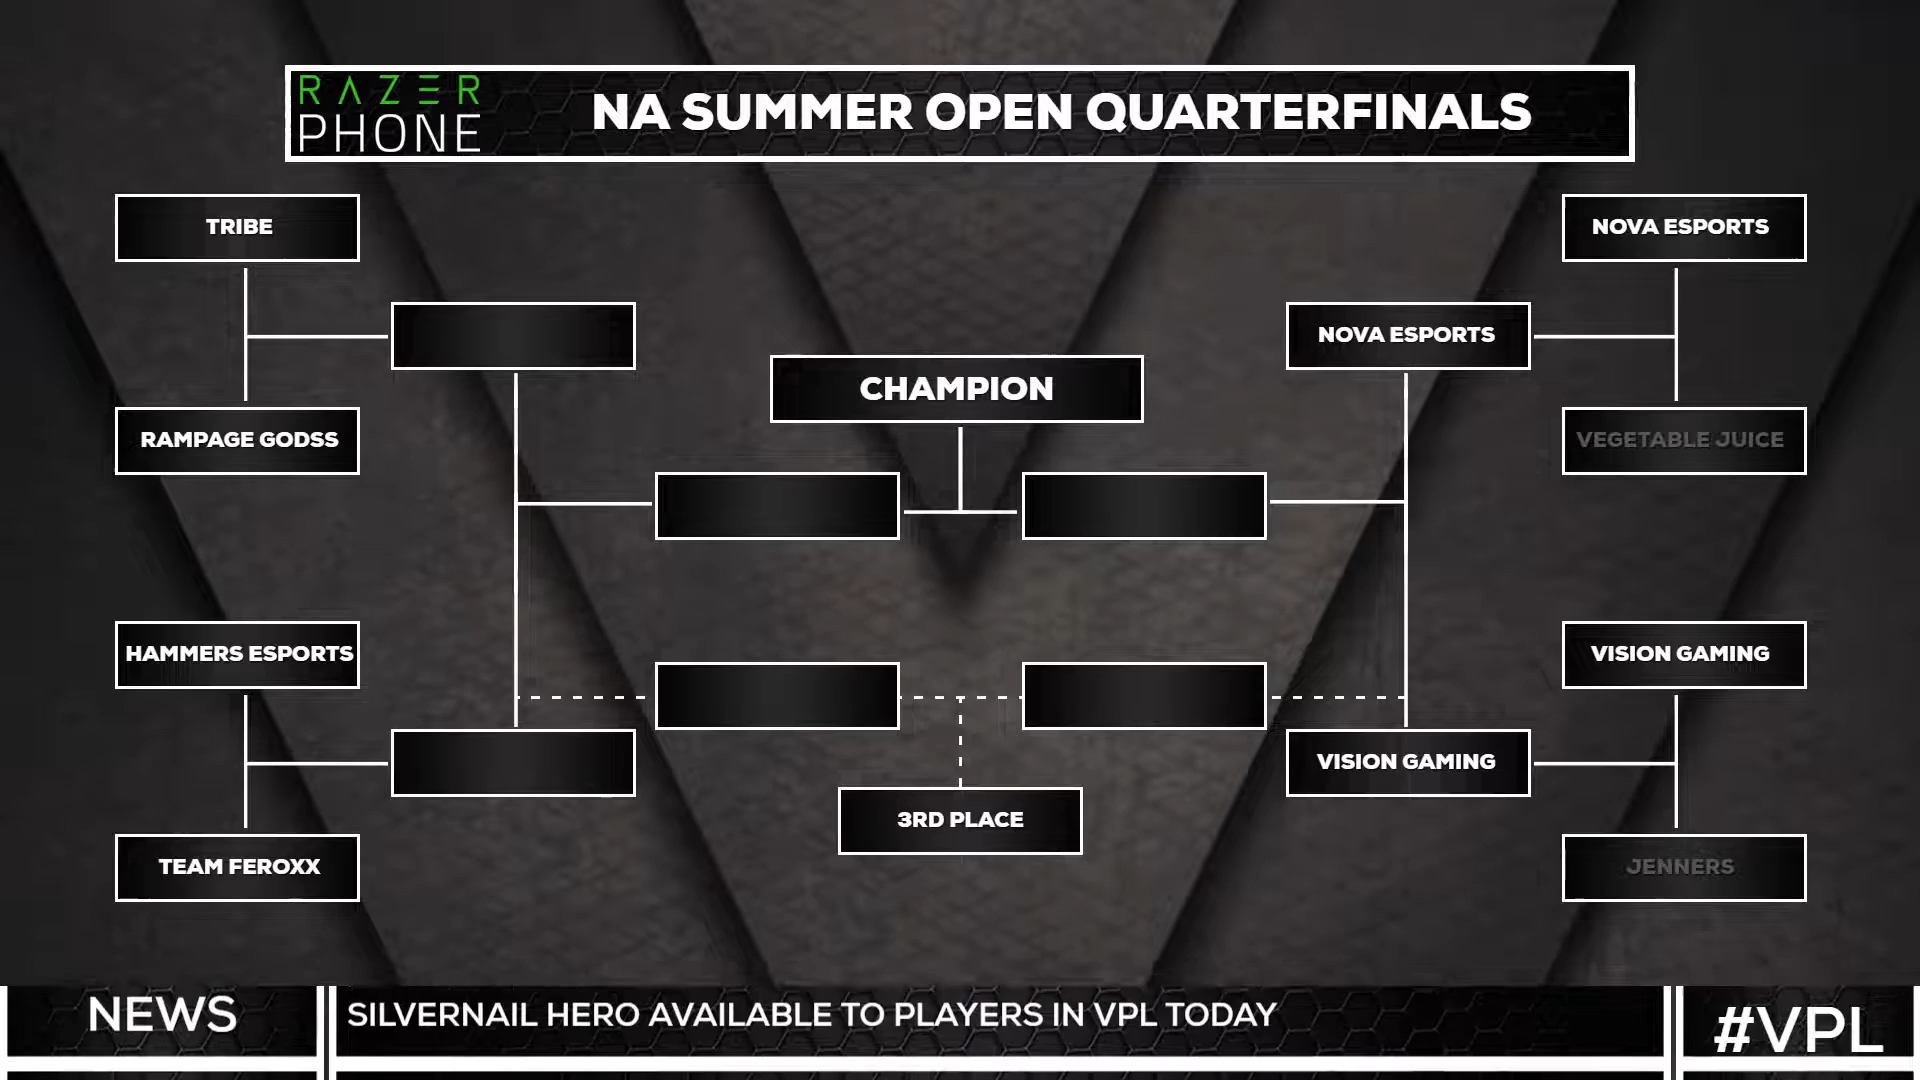 RAZER
PHONE
NA SUMMER OPEN QUARTERFINALS
TRIBE
NOVA ESPORTS
NOVA ESPORTS
CHAMPION
RAMPAGE GODSS
VEGETABLE JUICE
HAMMERS ESPORTS
VISION GAMING
VISION GAMING
3RD PLACE
TEAM FEROXX
JENNERS
NEWS
SILVERNAIL HERO AVAILABLE TO PLAYERS IN VPL TODAY
#VPL